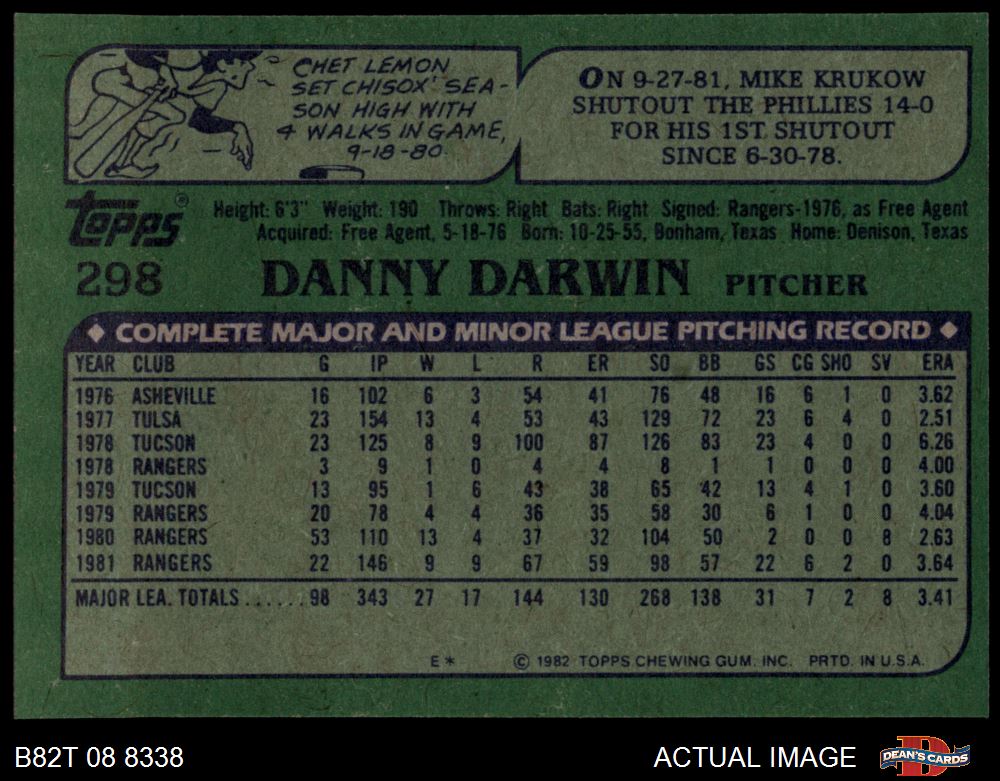 CHET LEMON
SET CHISOX' SEA-
SON HIGH WITH
4 WALKS IN GAME,
9-18-80.
ON 9-27-81, MIKE KRUKOW
SHUTOUT THE PHILLIES 14-0
FOR HIS 1ST SHUTOUT
SINCE 6-30-78.
Topps®
Height: 6'3" Weight: 190 Throws: Right Bats: Right Signed: Rangers-1976, as Free Agent
Acquired: Free Agent, 5-18-76 Born: 10-25-55, Bonham, Texas Home: Denison, Texas
298 DANNY DARWIN PITCHER
♦ COMPLETE MAJOR AND MINOR LEAGUE PITCHING RECORD ♦
YEAR CLUB G IP W L R ER SO BB GS CG SHO SV ERA
1976 ASHEVILLE 16 102 6 3 54 41 76 48 16 6 1 0 3.62
1977 TULSA 23 154 13 4 53 43 129 72 23 6 4 0 2.51
1978 TUCSON 23 125 8 9 100 87 126 83 23 4 0 0 6.26
1978 RANGERS 3 9 1 0 4 4 8 1 1 0 0 0 4.00
1979 TUCSON 13 95 1 6 43 38 65 42 13 4 1 0 3.60
1979 RANGERS 20 78 4 4 36 35 58 30 6 1 0 0 4.04
1980 RANGERS 53 110 13 4 37 32 104 50 2 0 0 8 2.63
1981 RANGERS 22 146 9 9 67 59 98 57 22 6 2 0 3.64
MAJOR LEA. TOTALS ......98 343 27 17 144 130 268 138 31 7 2 8 3.41
E* © 1982 TOPPS CHEWING GUM, INC. PRTD. IN U.S.A.
B82T 08 8338 ACTUAL IMAGE DEAN'S CARDS